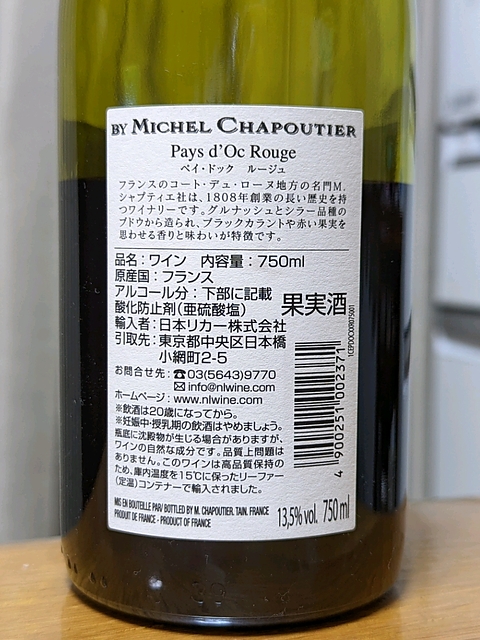 BY MICHEL CHAPOUTIER
Pays d'Oc Rouge
ペイ・ドック ルージュ
フランスのコート・デュ・ローヌ地方の名門M.
シャプティエ社は、1808年創業の長い歴史を持
つワイナリーです。グルナッシュとシラー品種の
ブドウから造られ、ブラックカラントや赤い果実を
思わせる香りと味わいが特徴です。
品名：ワイン 内容量：750ml
原産国：フランス
アルコール分：下部に記載
酸化防止剤（亜硫酸塩）
果実酒
輸入者：日本リカー株式会社
引取先：東京都中央区日本橋
小網町2-5
お問合せ先：☎03(5643)9770
✉info@nlwine.com
ホームページ：www.nlwine.com
※飲酒は20歳になってから。
※妊娠中・授乳期の飲酒はやめましょう。
瓶底に沈殿物が生じる場合がありますが、
ワインの自然な成分です。品質上問題は
ありません。このワインは高品質保持の
ため、庫内温度を15℃に保ったリーファー
（定温）コンテナーで輸入されました。
4 900251 002371
MIS EN BOUTEILLE PAR/ BOTTLED BY M. CHAPOUTIER. TAIN. FRANCE
PRODUIT DE FRANCE - PRODUCT OF FRANCE
13,5% vol. 750 ml